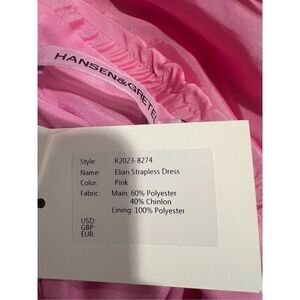 HANSEN&GRETEL
Style: R2023-8274
Name: Elian Strapless Dress
Color: Pink
Fabric: Main: 60% Polyester
40% Chinlon
Lining: 100% Polyester
USD:
GBP:
EUR: